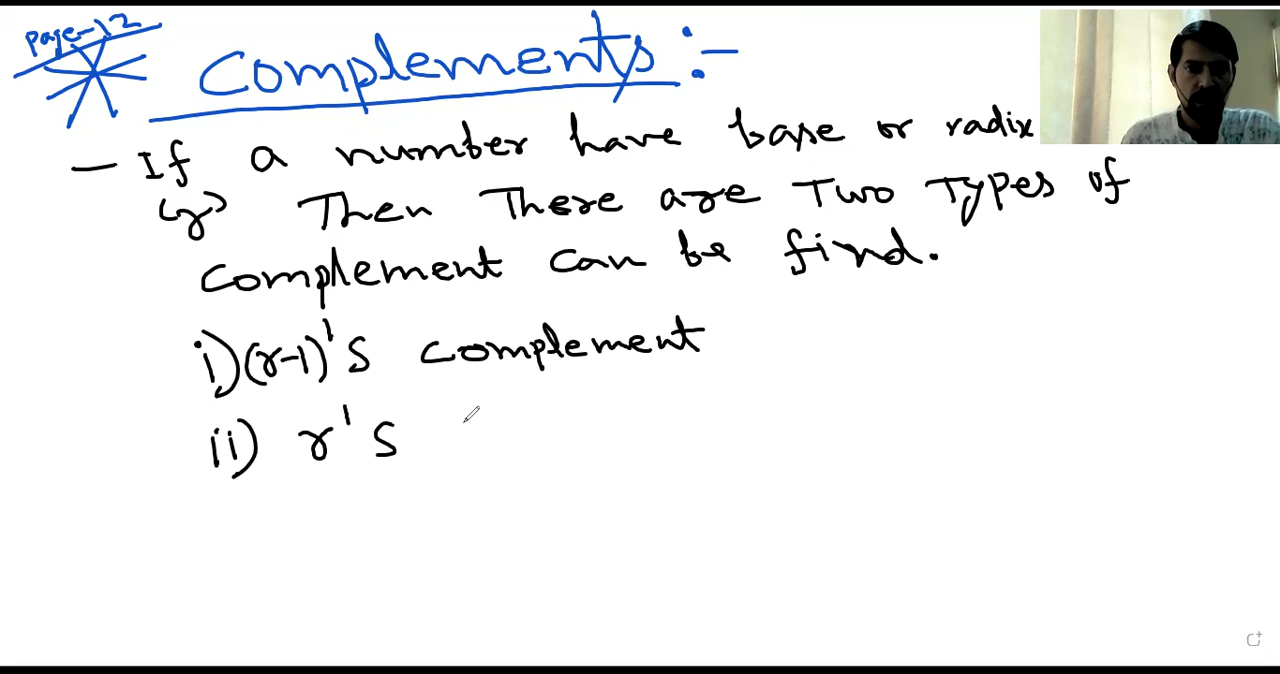 page-12
Complements:-
- If a number have base or radix
(r) Then There are Two Types of
complement can be find.
i) (r-1)'s complement
ii) r's